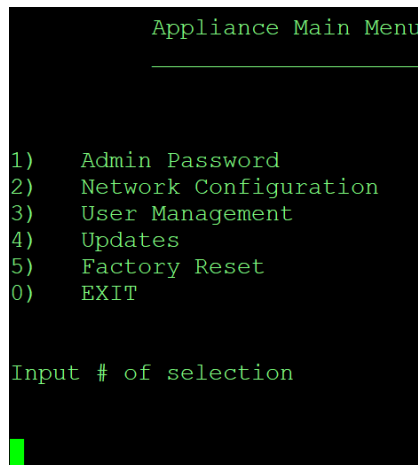 Appliance Main Menu
1) Admin Password
2) Network Configuration
3) User Management
4) Updates
5) Factory Reset
0) EXIT
Input # of selection